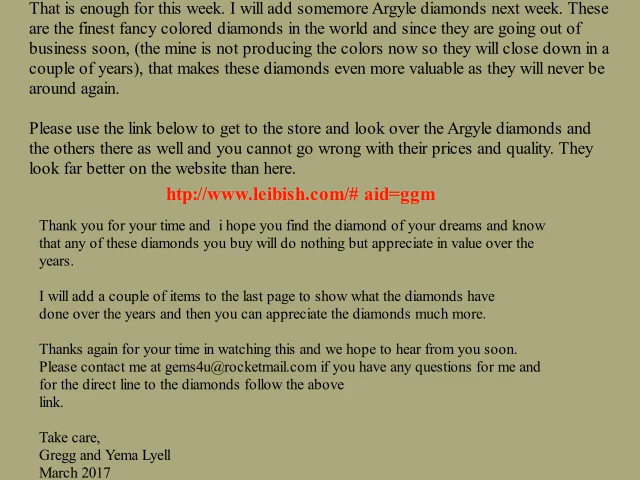 That is enough for this week. I will add somemore Argyle diamonds next week. These
are the finest fancy colored diamonds in the world and since they are going out of
business soon, (the mine is not producing the colors now so they will close down in a
couple of years), that makes these diamonds even more valuable as they will never be
around again.
Please use the link below to get to the store and look over the Argyle diamonds and
the others there as well and you cannot go wrong with their prices and quality. They
look far better on the website than here.
htp://www.leibish.com/# aid=ggm
Thank you for your time and  i hope you find the diamond of your dreams and know
that any of these diamonds you buy will do nothing but appreciate in value over the
years.
I will add a couple of items to the last page to show what the diamonds have
done over the years and then you can appreciate the diamonds much more.
Thanks again for your time in watching this and we hope to hear from you soon.
Please contact me at gems4u@rocketmail.com if you have any questions for me and
for the direct line to the diamonds follow the above
link.
Take care,
Gregg and Yema Lyell
March 2017